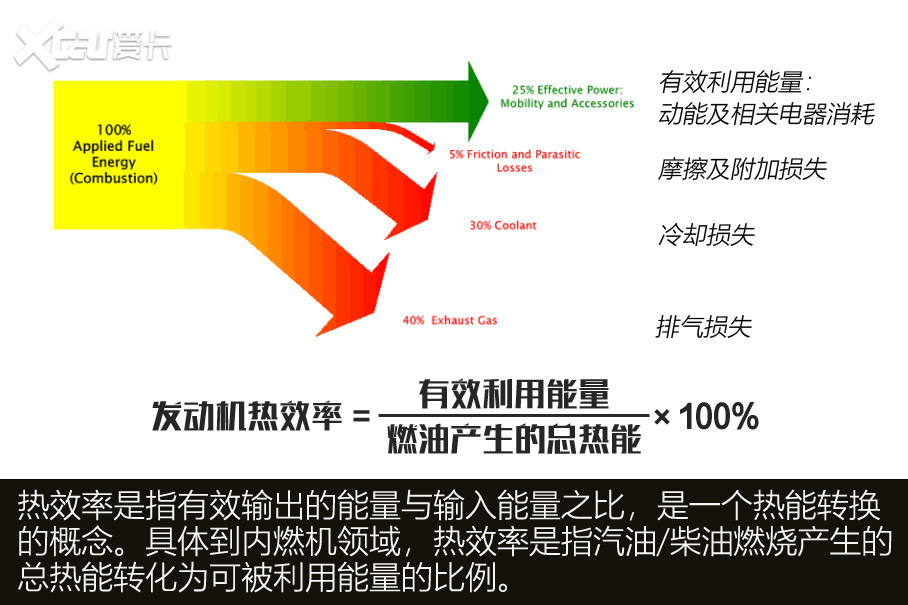 XCAR爱卡
100%
Applied Fuel
Energy
(Combustion)
25% Effective Power:
Mobility and Accessories
有效利用能量:
动能及相关电器消耗
5% Friction and Parasitic
Losses
摩擦及附加损失
30% Coolant
冷却损失
40% Exhaust Gas
排气损失
发动机热效率 = 有效利用能量 / 燃油产生的总热能 × 100%
热效率是指有效输出的能量与输入能量之比，是一个热能转换
的概念。具体到内燃机领域，热效率是指汽油/柴油燃烧产生的
总热能转化为可被利用能量的比例。